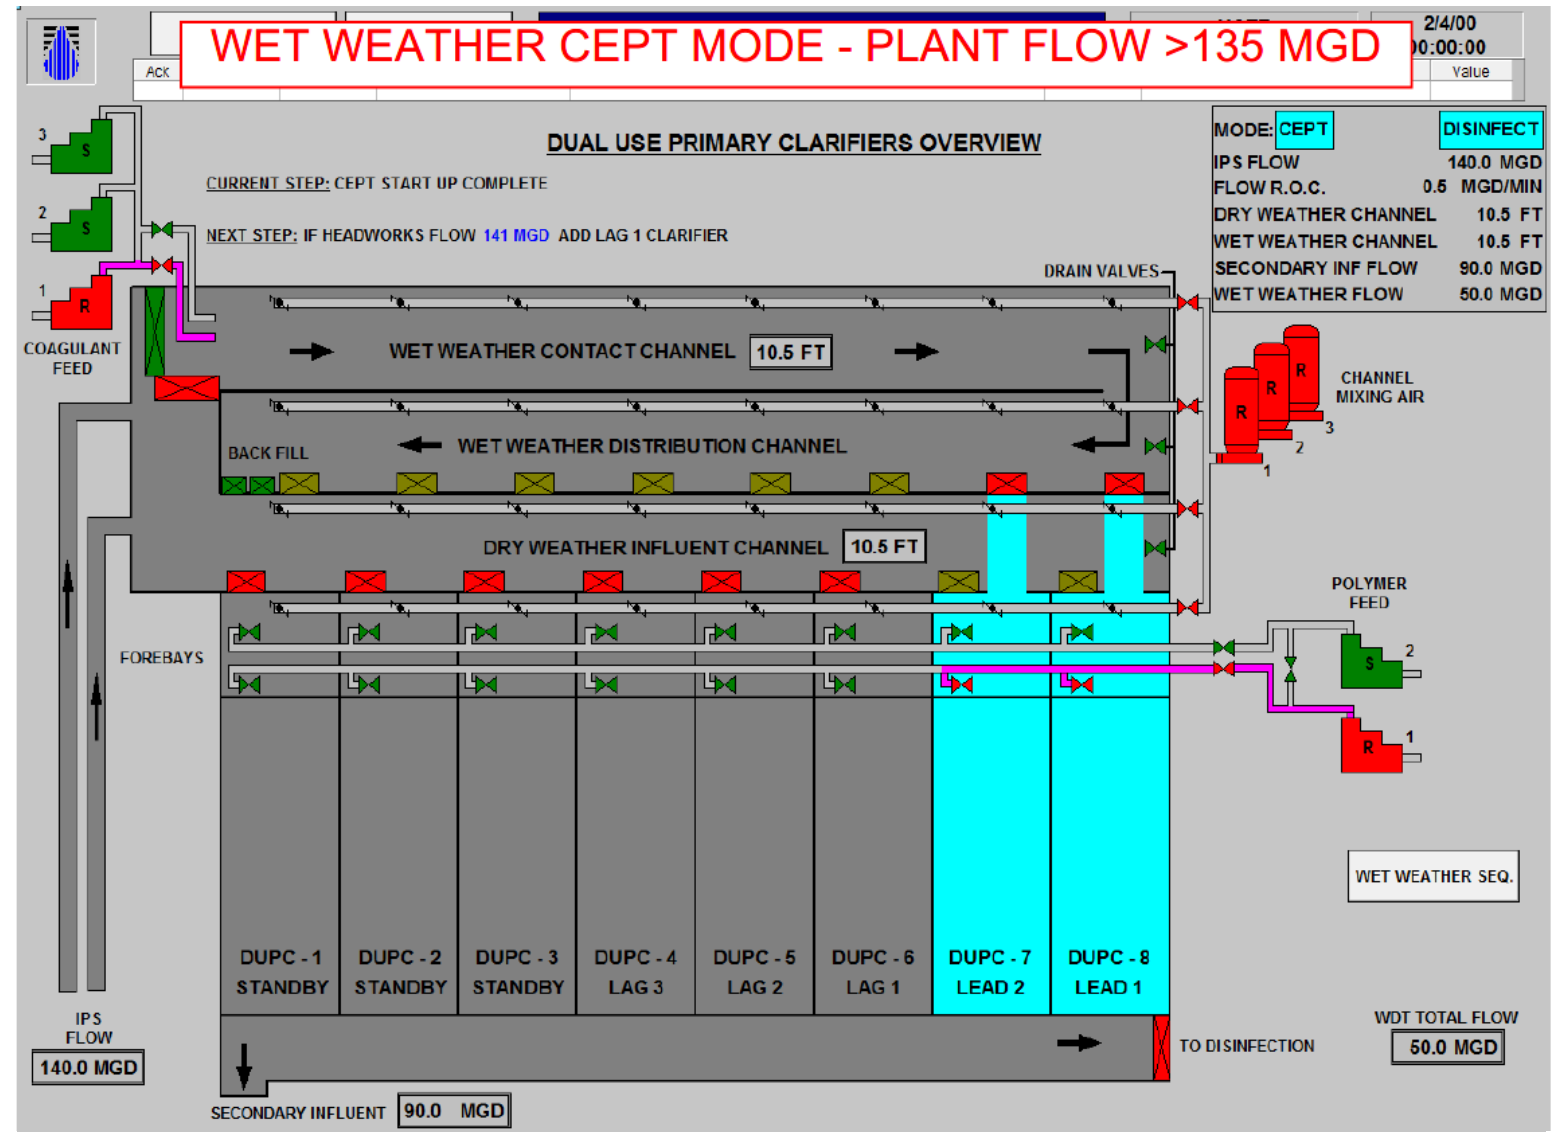 WET WEATHER CEPT MODE - PLANT FLOW >135 MGD
2/4/00
00:00:00
Ack
Value
DUAL USE PRIMARY CLARIFIERS OVERVIEW
CURRENT STEP: CEPT START UP COMPLETE
NEXT STEP: IF HEADWORKS FLOW 141 MGD ADD LAG 1 CLARIFIER
MODE: CEPT DISINFECT
IPS FLOW 140.0 MGD
FLOW R.O.C. 0.5 MGD/MIN
DRY WEATHER CHANNEL 10.5 FT
WET WEATHER CHANNEL 10.5 FT
SECONDARY INF FLOW 90.0 MGD
WET WEATHER FLOW 50.0 MGD
3
S
2
S
1
R
COAGULANT
FEED
DRAIN VALVES
WET WEATHER CONTACT CHANNEL 10.5 FT
WET WEATHER DISTRIBUTION CHANNEL
BACK FILL
DRY WEATHER INFLUENT CHANNEL 10.5 FT
R
R
R
1
2
3
CHANNEL
MIXING AIR
POLYMER
FEED
S
2
R
1
FOREBAYS
WET WEATHER SEQ.
DUPC - 1
STANDBY
DUPC - 2
STANDBY
DUPC - 3
STANDBY
DUPC - 4
LAG 3
DUPC - 5
LAG 2
DUPC - 6
LAG 1
DUPC - 7
LEAD 2
DUPC - 8
LEAD 1
IPS
FLOW
140.0 MGD
TO DISINFECTION
WDT TOTAL FLOW
50.0 MGD
SECONDARY INFLUENT 90.0 MGD